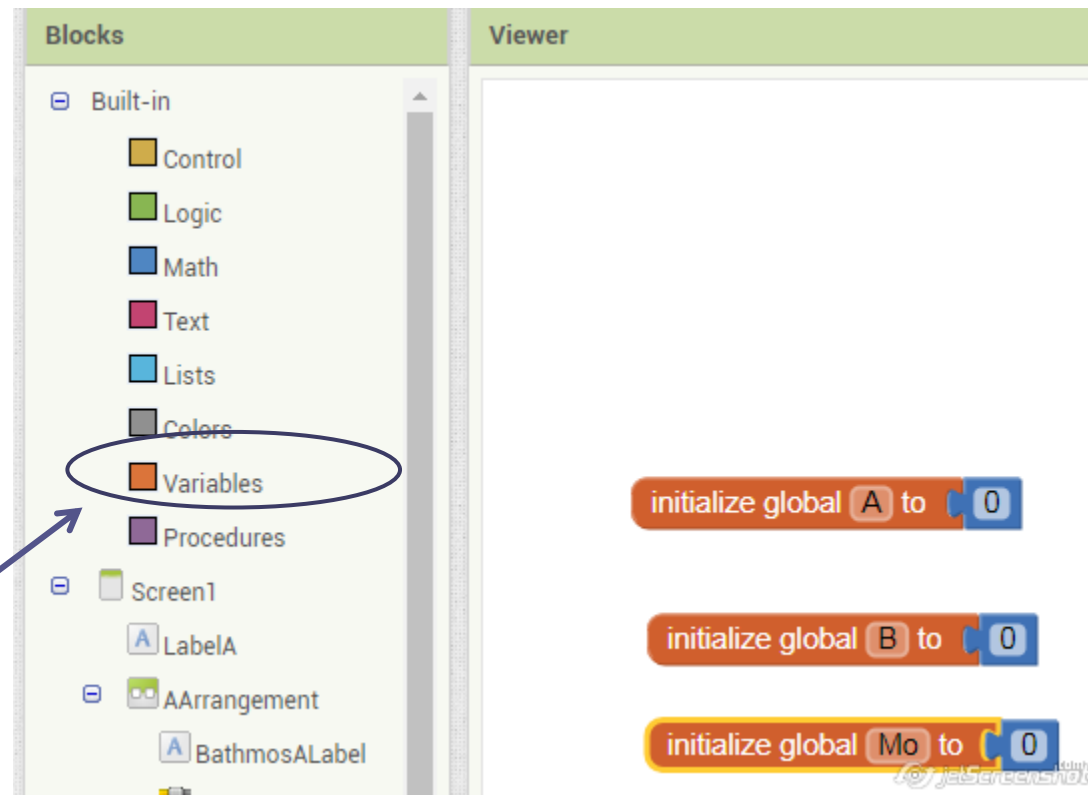 Blocks
Viewer
Built-in
Control
Logic
Math
Text
Lists
Colors
Variables
Procedures
Screen1
A LabelA
AArrangement
A BathmosALabel
initialize global A to 0
initialize global B to 0
initialize global Mo to 0
jetScreenshot